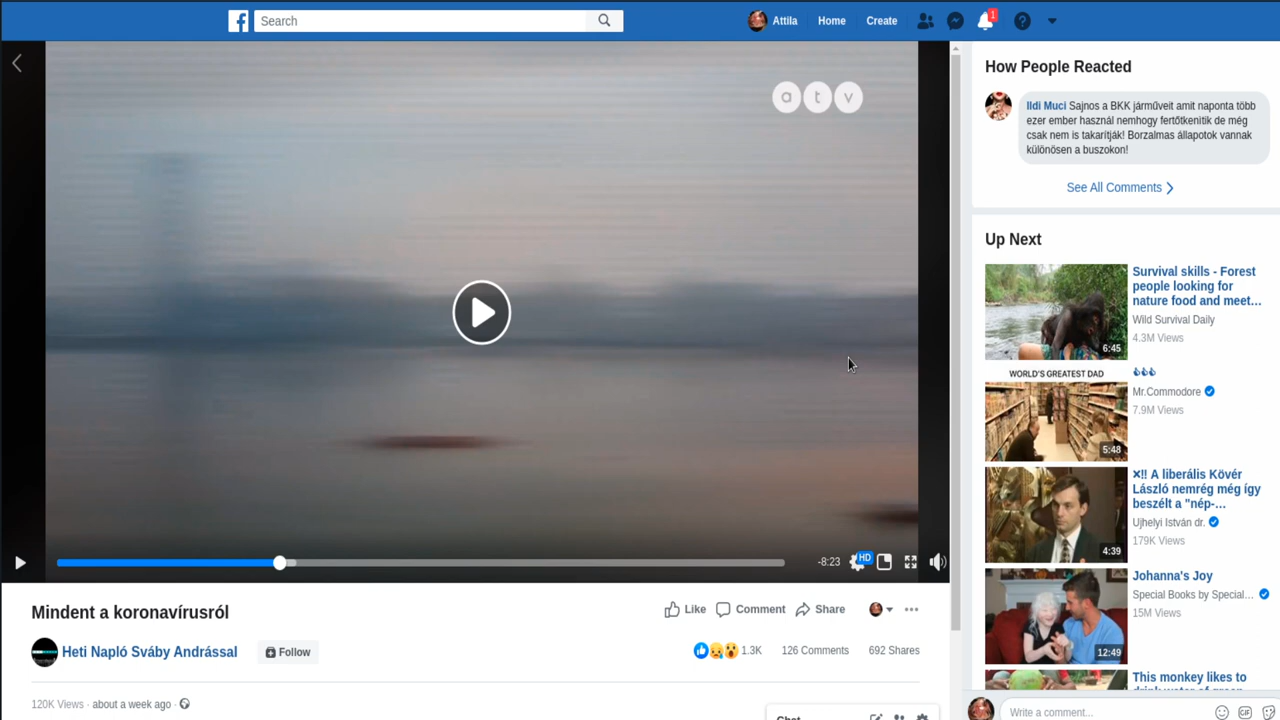 Search
Attila
Home
Create
1
a t v
-8:23
HD
Mindent a koronavírusról
Like
Comment
Share
Heti Napló Sváby Andrással
Follow
1.3K
126 Comments
692 Shares
120K Views · about a week ago ·
Chat
How People Reacted
Ildi Muci Sajnos a BKK járműveit amit naponta több
ezer ember használ nemhogy fertőtkenitik de még
csak nem is takarítják! Borzalmas állapotok vannak
különösen a buszokon!
See All Comments
Up Next
6:45
Survival skills - Forest
people looking for
nature food and meet...
Wild Survival Daily
4.3M Views
WORLD'S GREATEST DAD
5:48
Mr.Commodore
7.9M Views
4:39
×!! A liberális Kövér
László nemrég még így
beszélt a "nép-...
Ujhelyi István dr.
179K Views
12:49
Johanna's Joy
Special Books by Special...
15M Views
This monkey likes to
Write a comment...
GIF